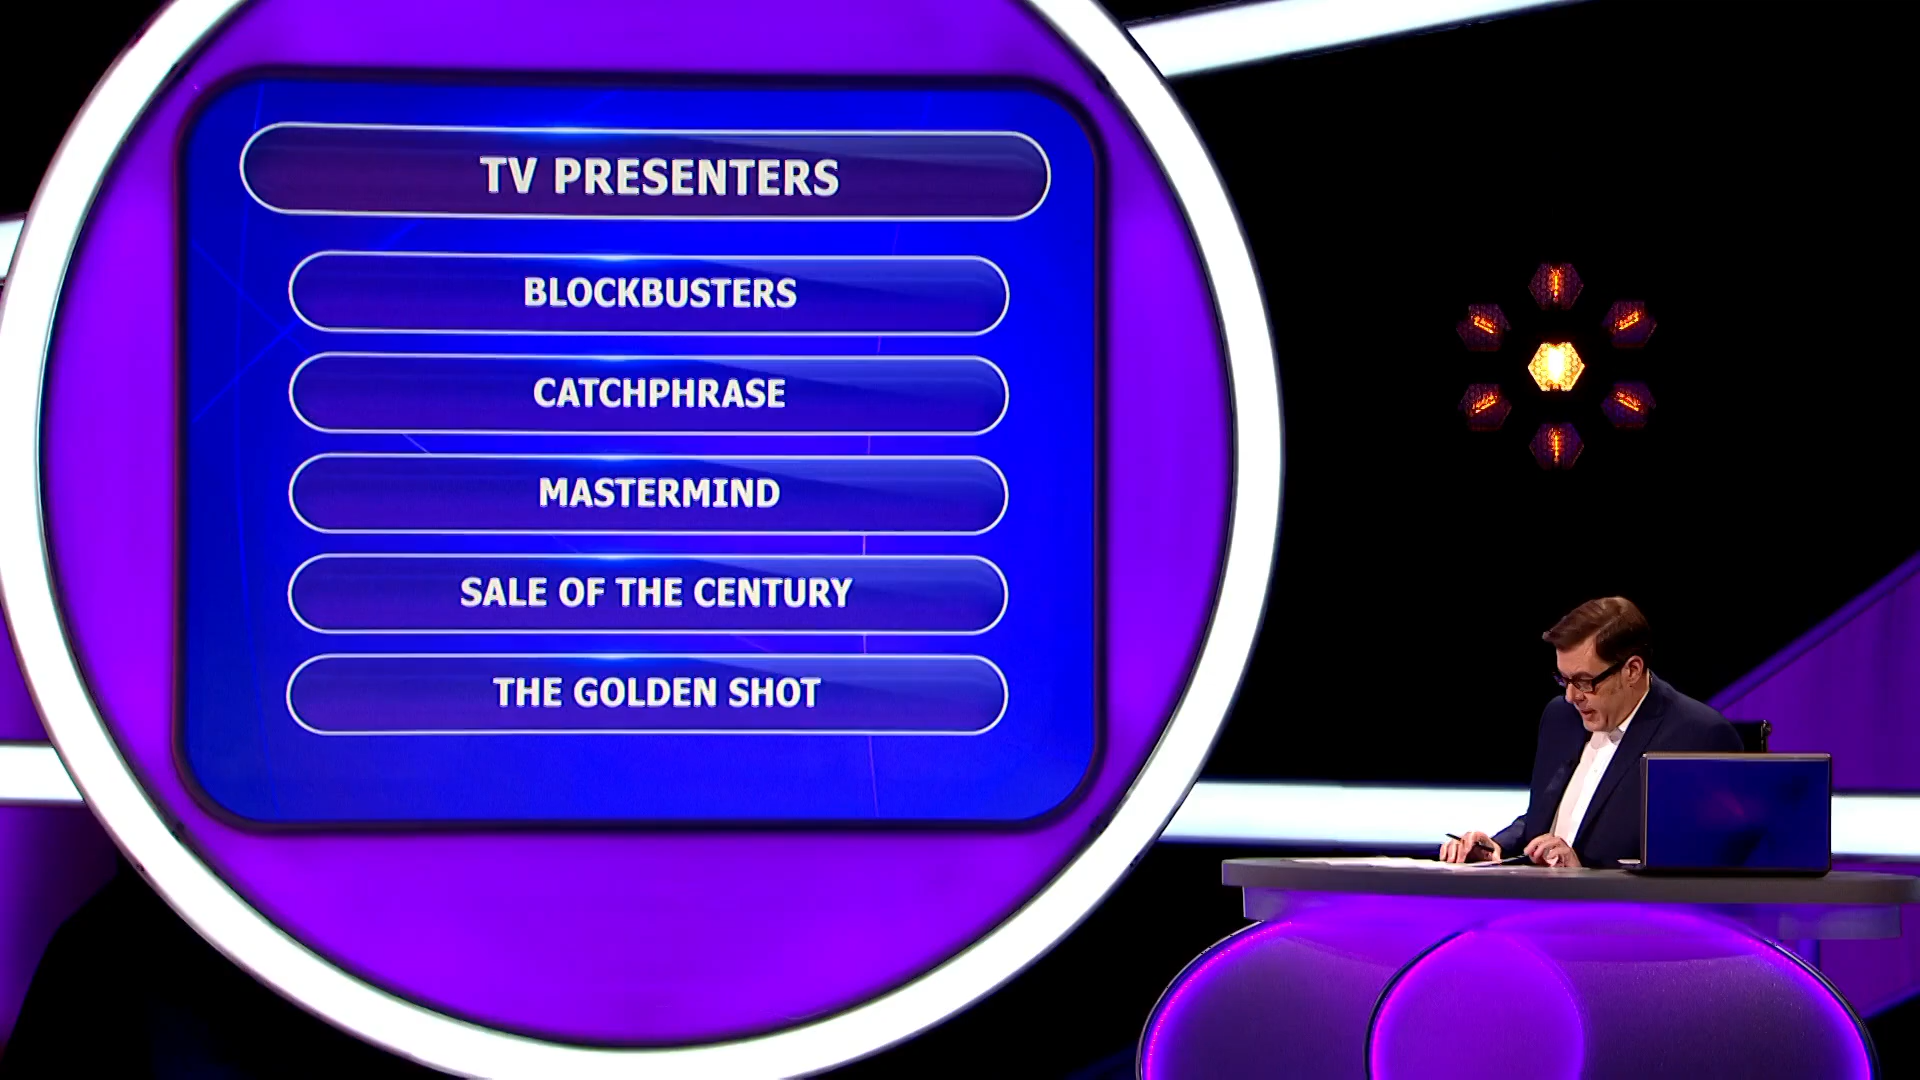 TV PRESENTERS
BLOCKBUSTERS
CATCHPHRASE
MASTERMIND
SALE OF THE CENTURY
THE GOLDEN SHOT